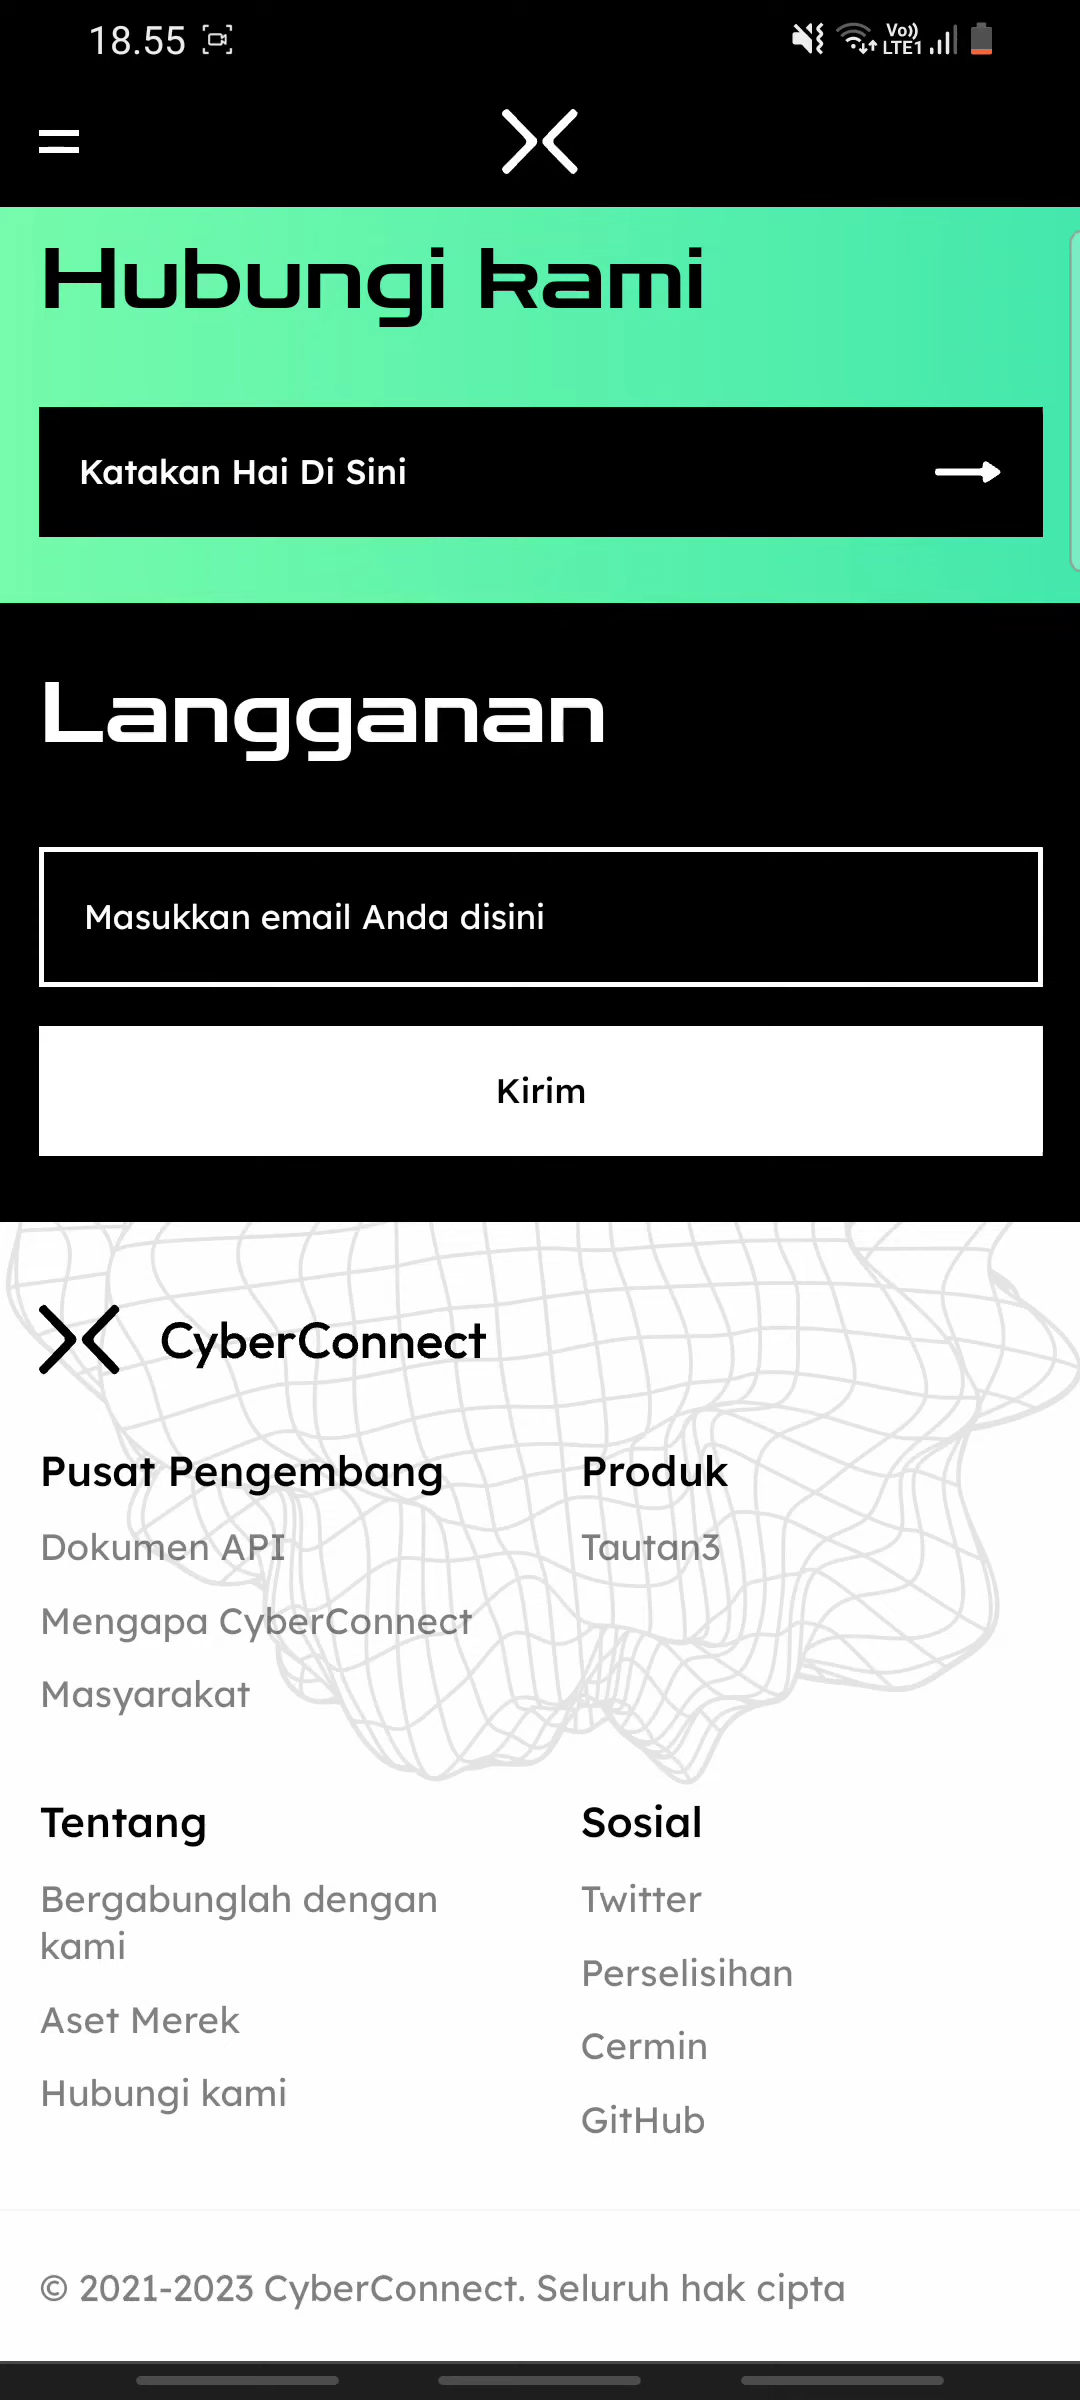 18.55
Vo))
LTE1
Hubungi kami
Katakan Hai Di Sini
Langganan
Masukkan email Anda disini
Kirim
CyberConnect
Pusat Pengembang
Dokumen API
Mengapa CyberConnect
Masyarakat
Produk
Tautan3
Tentang
Bergabunglah dengan
kami
Aset Merek
Hubungi kami
Sosial
Twitter
Perselisihan
Cermin
GitHub
© 2021-2023 CyberConnect. Seluruh hak cipta